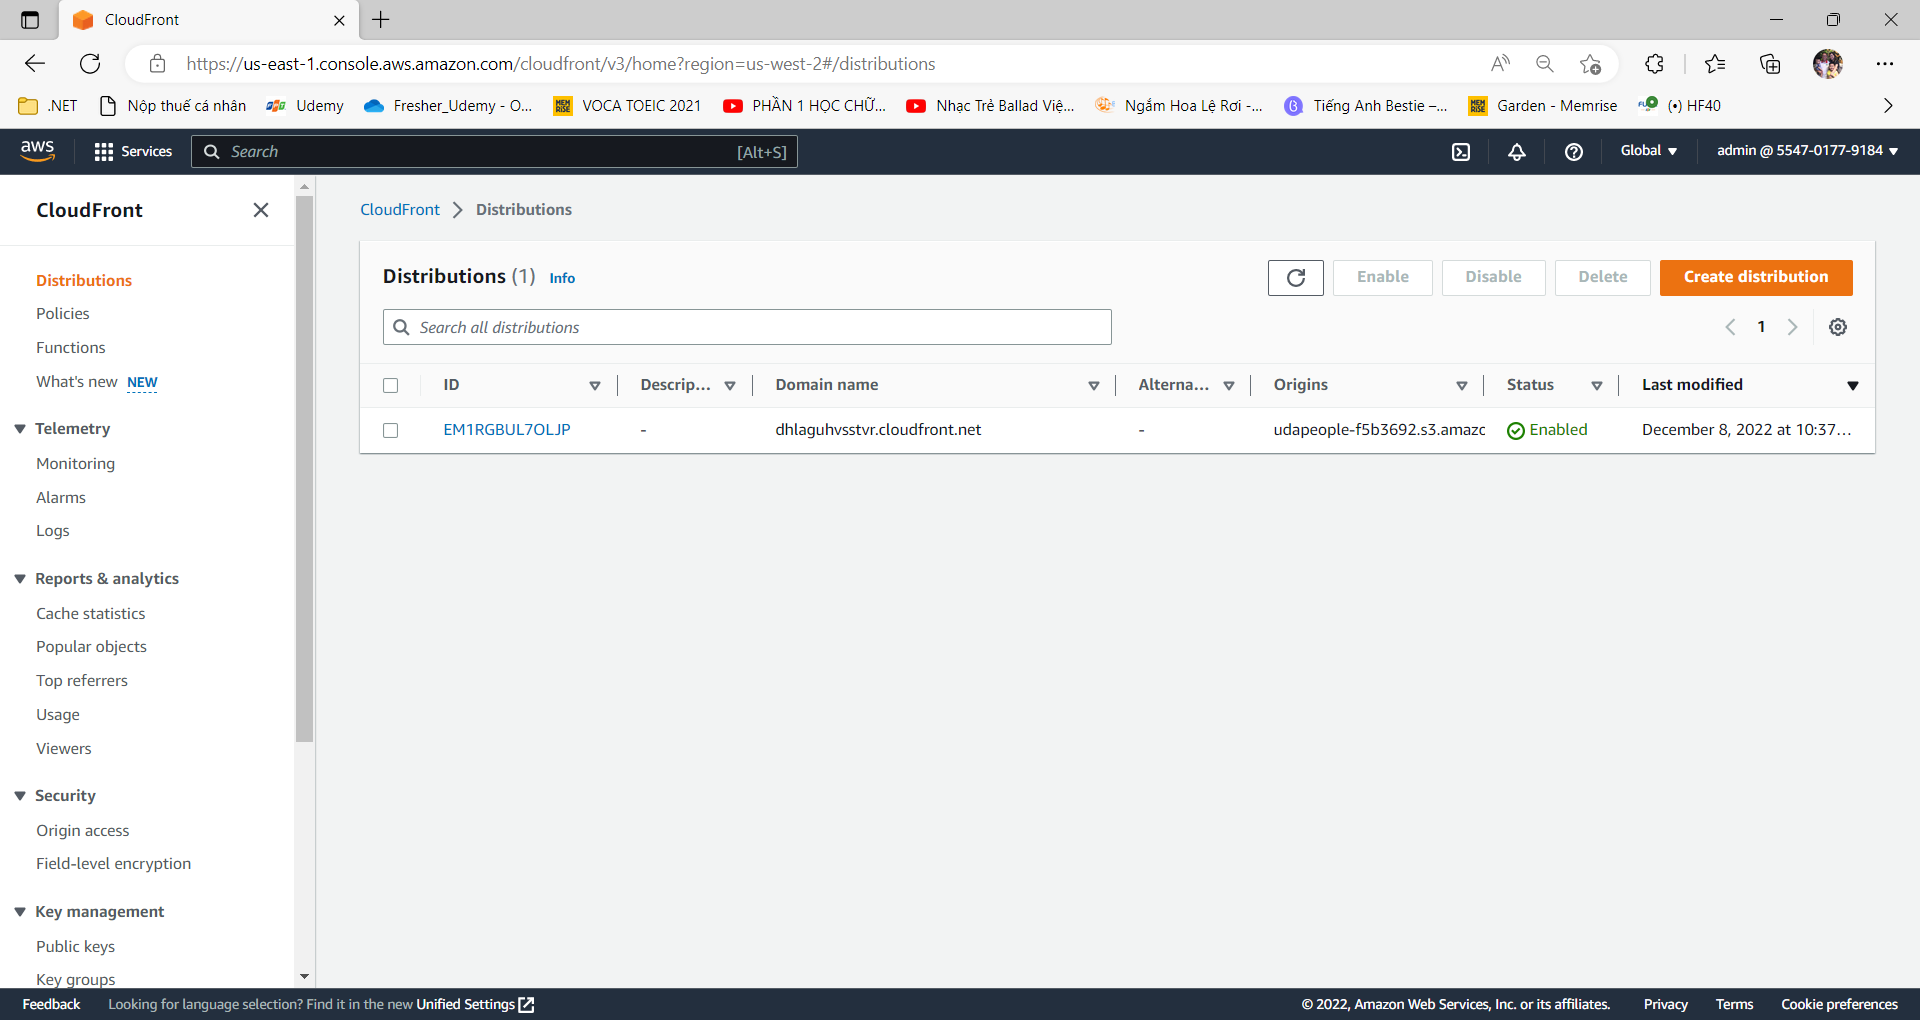 CloudFront
https://us-east-1.console.aws.amazon.com/cloudfront/v3/home?region=us-west-2#/distributions
.NET Nộp thuế cá nhân Udemy Fresher_Udemy - O... VOCA TOEIC 2021 PHẦN 1 HỌC CHỮ... Nhạc Trẻ Ballad Việ... Ngắm Hoa Lệ Rơi -... Tiếng Anh Bestie –... Garden - Memrise (•) HF40
aws Services Search [Alt+S] Global admin @ 5547-0177-9184
CloudFront
Distributions
Policies
Functions
What's new NEW
Telemetry
Monitoring
Alarms
Logs
Reports & analytics
Cache statistics
Popular objects
Top referrers
Usage
Viewers
Security
Origin access
Field-level encryption
Key management
Public keys
Key groups
CloudFront Distributions
Distributions (1) Info Enable Disable Delete Create distribution
Search all distributions 1
ID Descrip... Domain name Alterna... Origins Status Last modified
EM1RGBUL7OLJP - dhlaguhvsstvr.cloudfront.net - udapeople-f5b3692.s3.amazc Enabled December 8, 2022 at 10:37...
Feedback Looking for language selection? Find it in the new Unified Settings © 2022, Amazon Web Services, Inc. or its affiliates. Privacy Terms Cookie preferences